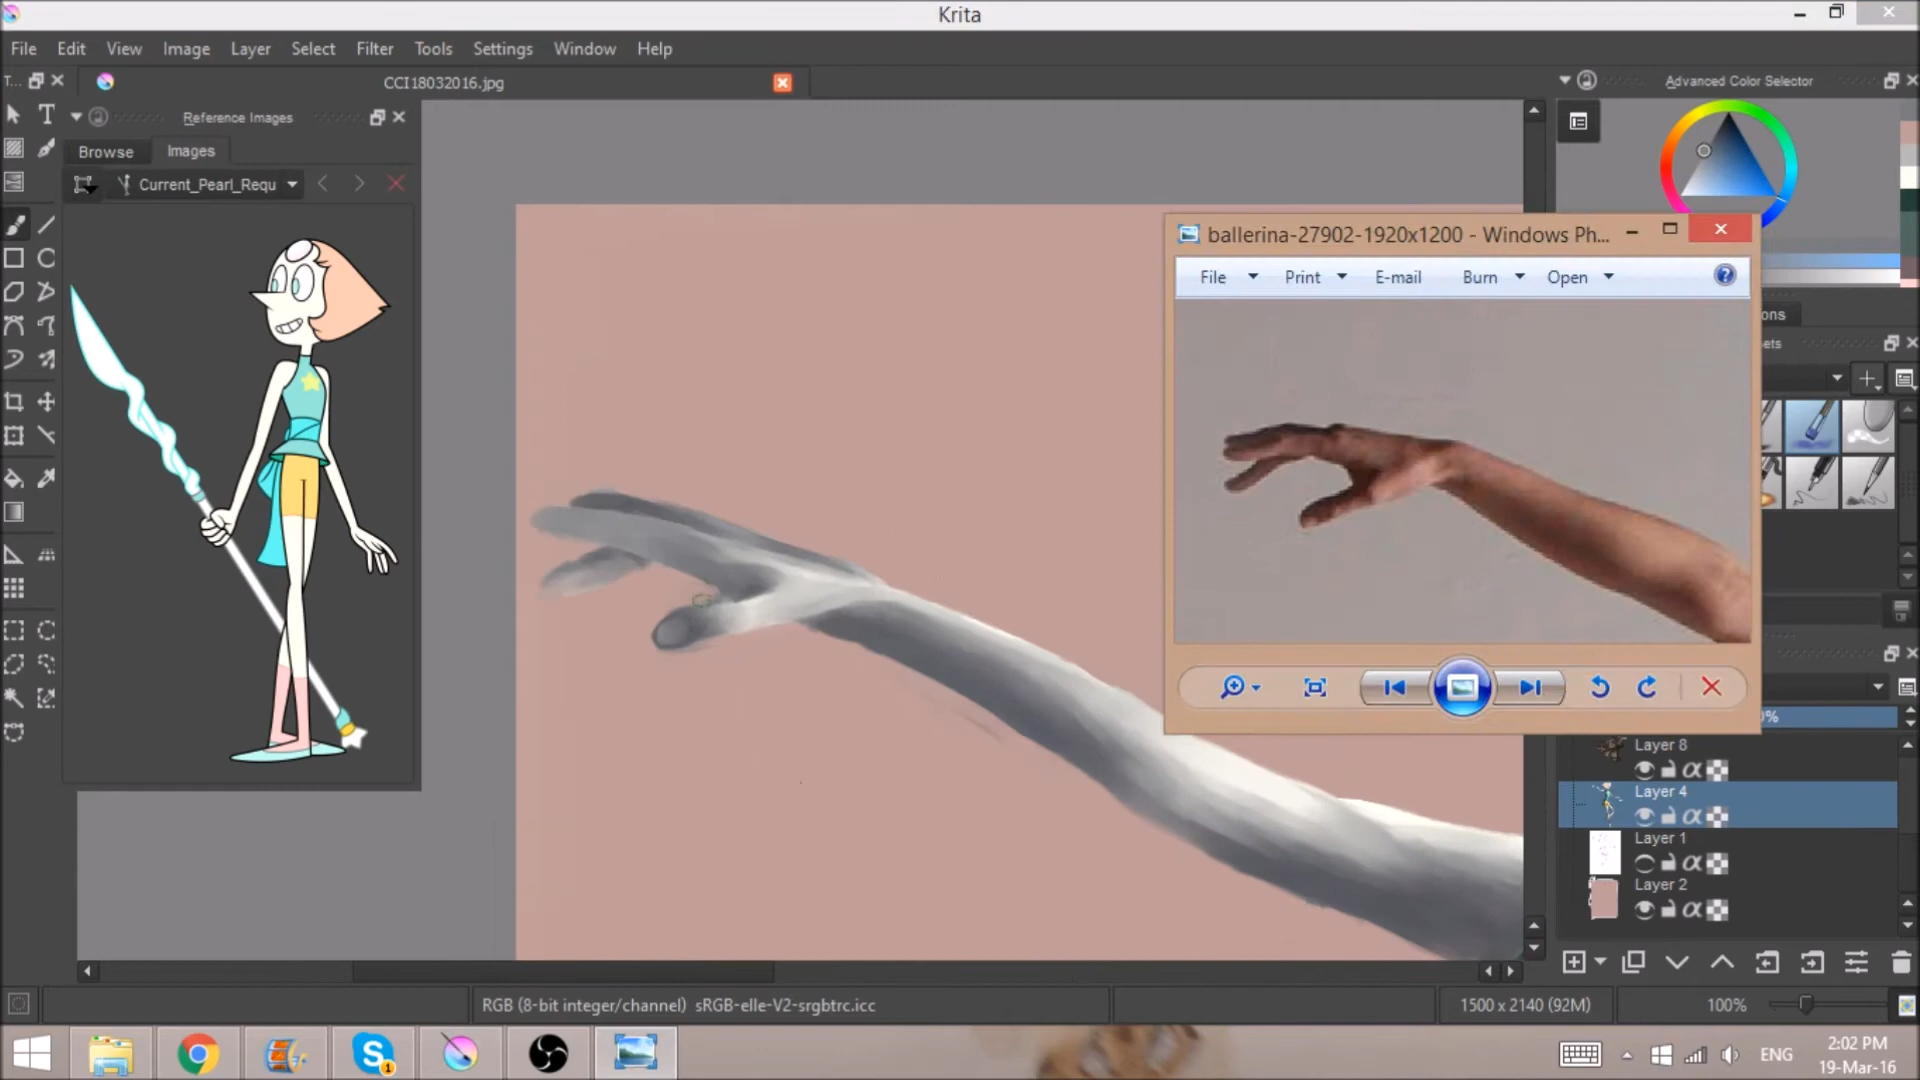 Krita
File Edit View Image Layer Select Filter Tools Settings Window Help
T... CCI18032016.jpg Advanced Color Selector
Reference Images
Browse Images
Current_Pearl_Requ
ballerina-27902-1920x1200 - Windows Ph...
File Print E-mail Burn Open
ons
ets
%
Layer 8
Layer 4
Layer 1
Layer 2
RGB (8-bit integer/channel) sRGB-elle-V2-srgbtrc.icc 1500 x 2140 (92M) 100%
S 1 ENG 2:02 PM
19-Mar-16